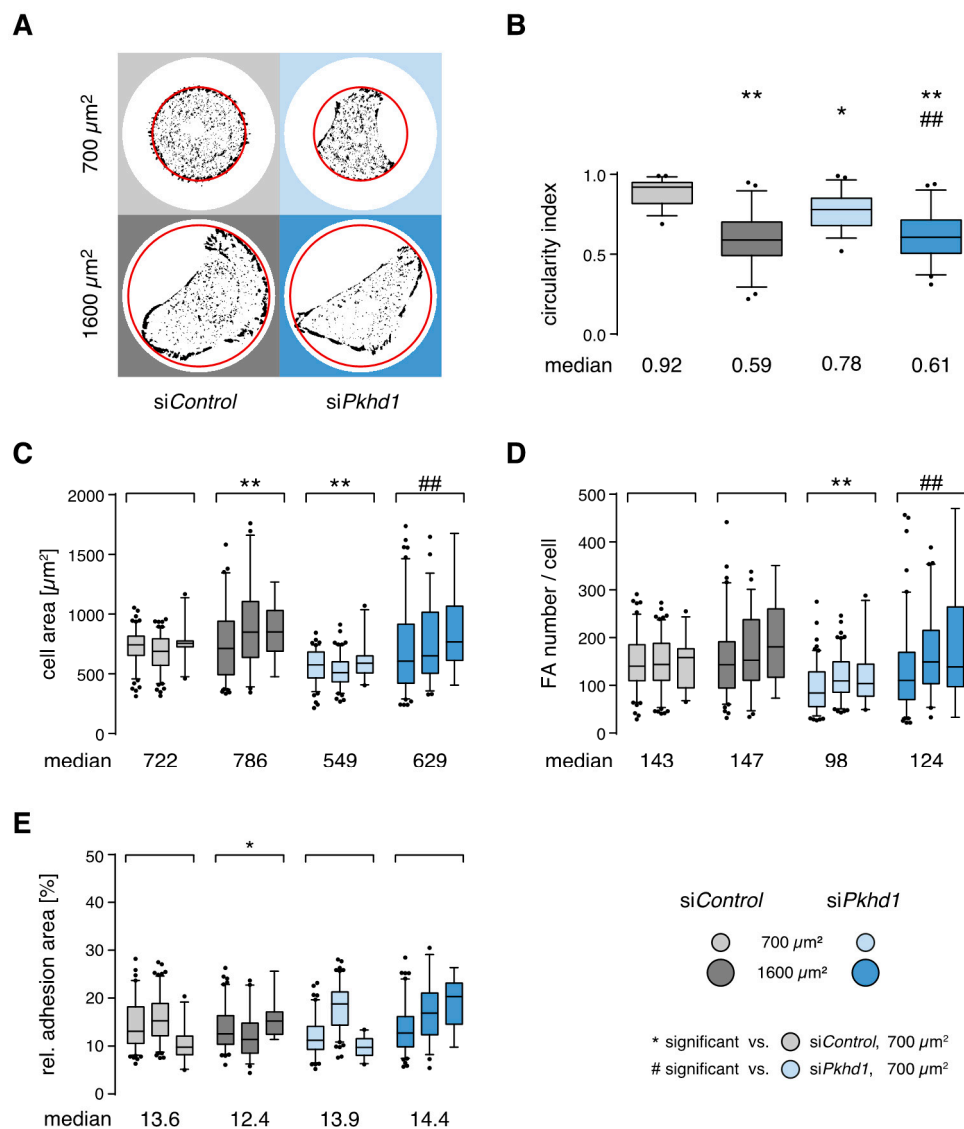 A
700 µm²
1600 µm²
siControl siPkhd1
B
** * **
##
circularity index
1.0
0.5
0.0
median 0.92 0.59 0.78 0.61
C
** ** ##
cell area [µm²]
2000
1500
1000
500
0
median 722 786 549 629
D
** ##
FA number / cell
500
400
300
200
100
0
median 143 147 98 124
E
*
rel. adhesion area [%]
50
40
30
20
10
0
median 13.6 12.4 13.9 14.4
siControl siPkhd1
700 µm²
1600 µm²
* significant vs. siControl, 700 µm²
# significant vs. siPkhd1, 700 µm²